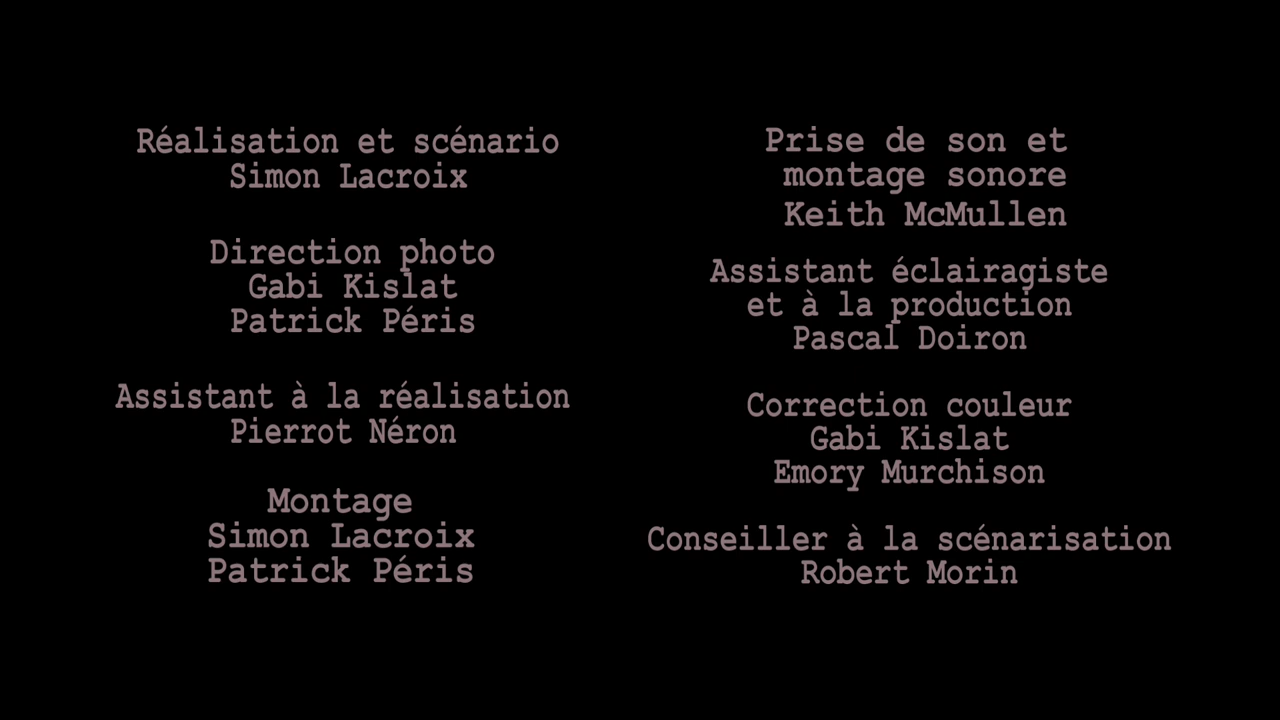 Réalisation et scénario
Simon Lacroix
Direction photo
Gabi Kislat
Patrick Péris
Assistant à la réalisation
Pierrot Néron
Montage
Simon Lacroix
Patrick Péris
Prise de son et
montage sonore
Keith McMullen
Assistant éclairagiste
et à la production
Pascal Doiron
Correction couleur
Gabi Kislat
Emory Murchison
Conseiller à la scénarisation
Robert Morin